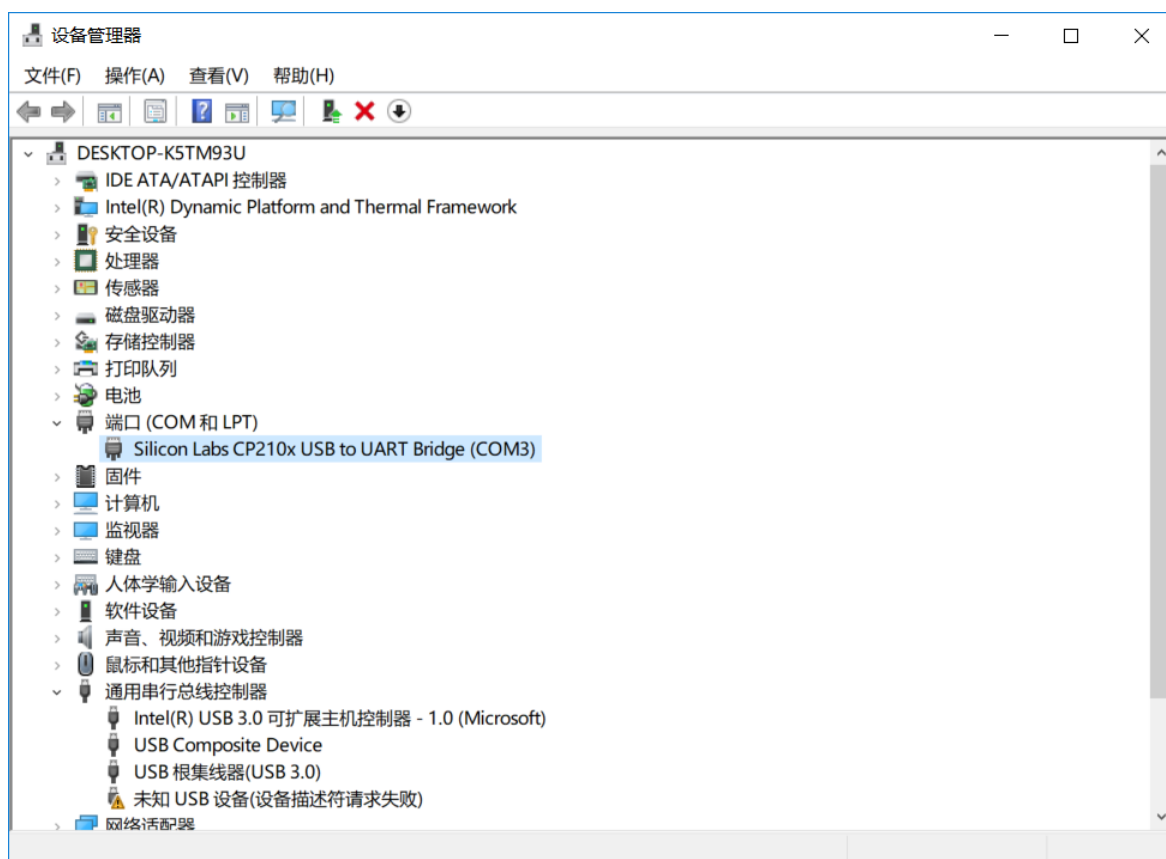 设备管理器
文件(F) 操作(A) 查看(V) 帮助(H)
DESKTOP-K5TM93U
IDE ATA/ATAPI 控制器
Intel(R) Dynamic Platform and Thermal Framework
安全设备
处理器
传感器
磁盘驱动器
存储控制器
打印队列
电池
端口 (COM 和 LPT)
Silicon Labs CP210x USB to UART Bridge (COM3)
固件
计算机
监视器
键盘
人体学输入设备
软件设备
声音、视频和游戏控制器
鼠标和其他指针设备
通用串行总线控制器
Intel(R) USB 3.0 可扩展主机控制器 - 1.0 (Microsoft)
USB Composite Device
USB 根集线器(USB 3.0)
未知 USB 设备(设备描述符请求失败)
网络适配器